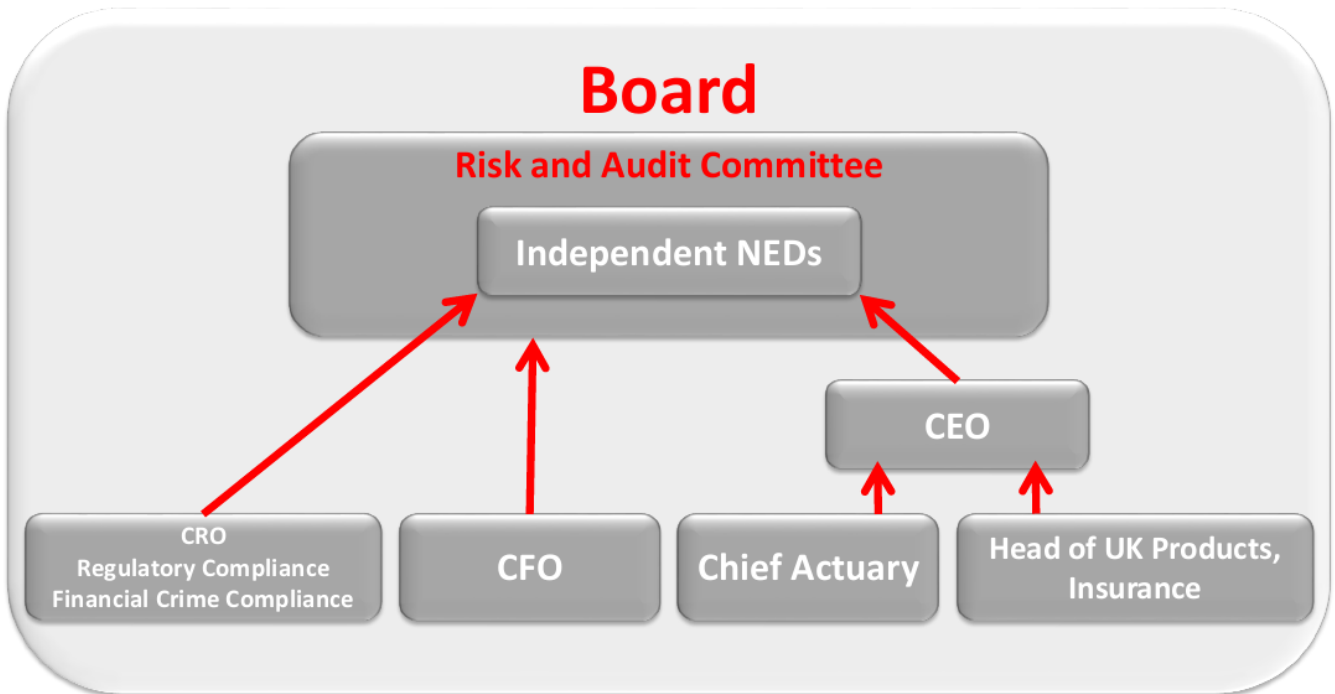 Board
Risk and Audit Committee
Independent NEDs
CEO
CRO
Regulatory Compliance
Financial Crime Compliance
CFO
Chief Actuary
Head of UK Products,
Insurance